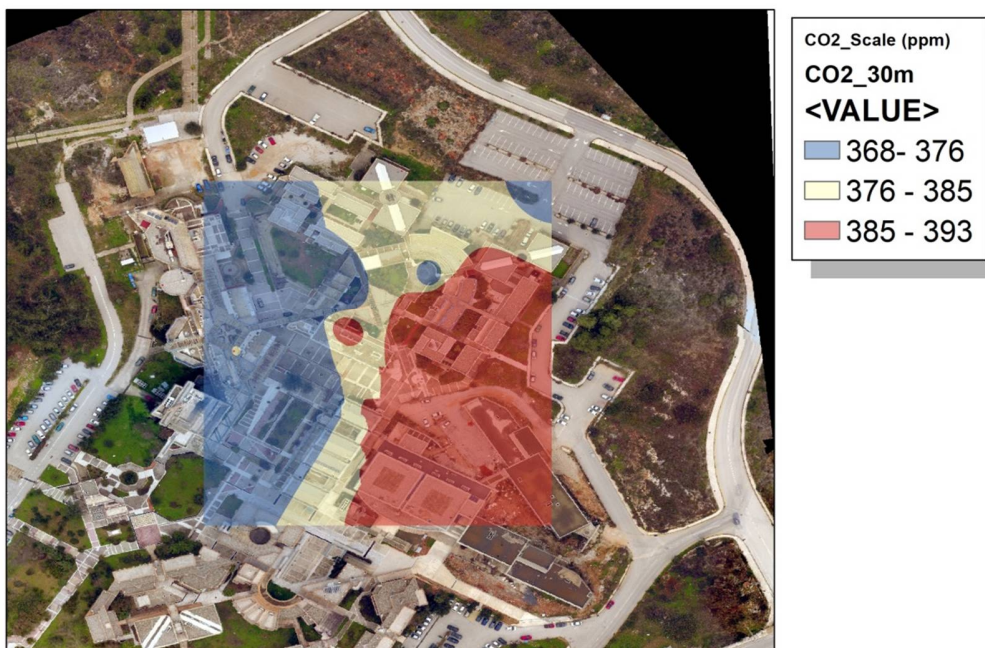 CO2_Scale (ppm)
CO2_30m
<VALUE>
368- 376
376 - 385
385 - 393